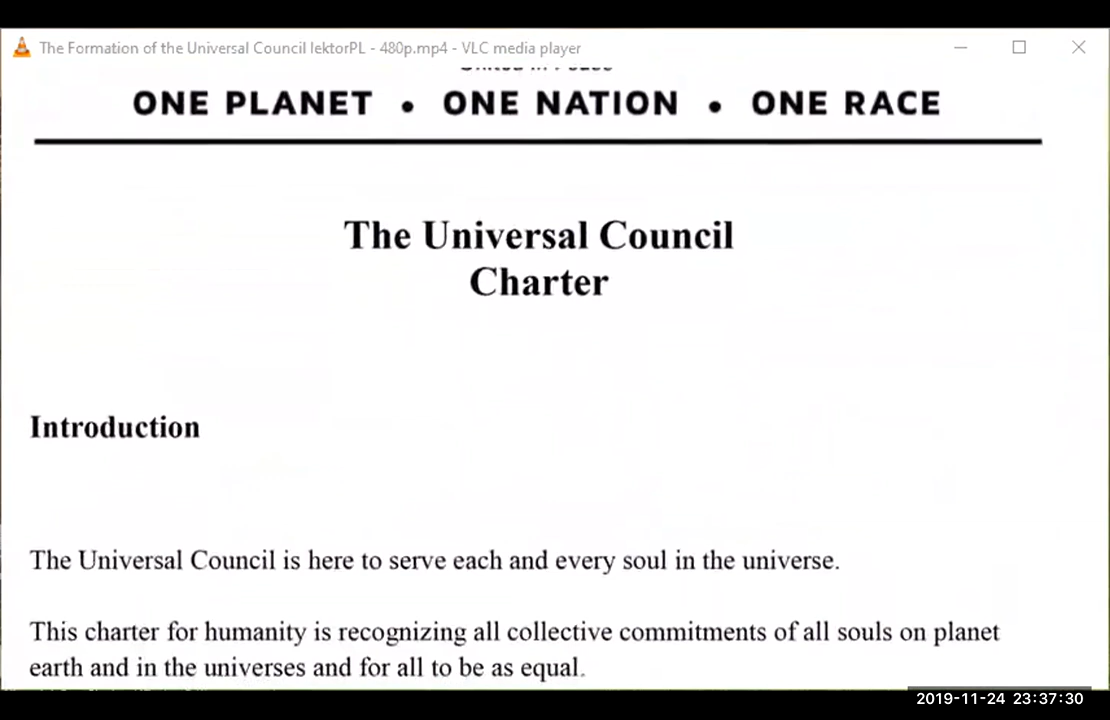 The Formation of the Universal Council lektorPL - 480p.mp4 - VLC media player
ONE PLANET • ONE NATION • ONE RACE
The Universal Council
Charter
Introduction
The Universal Council is here to serve each and every soul in the universe.
This charter for humanity is recognizing all collective commitments of all souls on planet
earth and in the universes and for all to be as equal.
2019-11-24 23:37:30